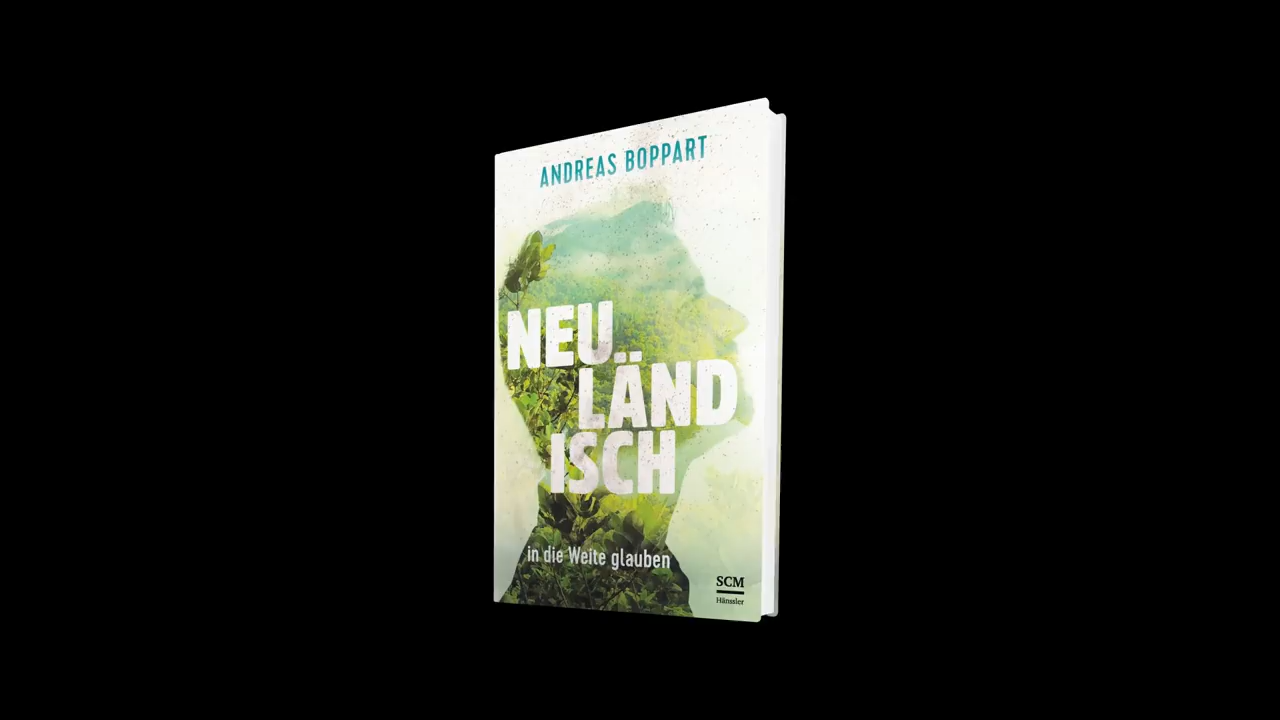 ANDREAS BOPPART
NEU
LÄND
ISCH
in die Weite glauben
SCM
Hänssler